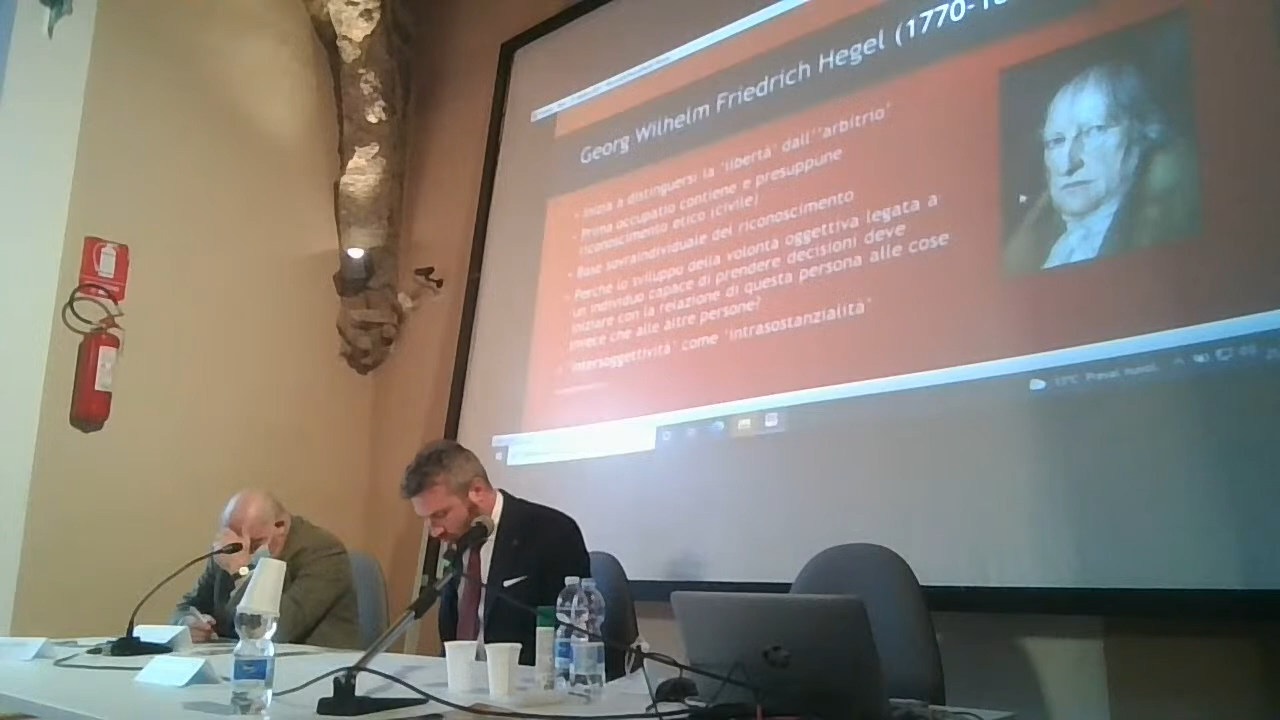 Georg Wilhelm Friedrich Hegel (1770-18
Inizia a distinguersi la "libertà" dall'"arbitrio"
Prima occupatio contiene e presuppune
riconoscimento etico (civile)
Base sovraindividuale del riconoscimento
Perché lo sviluppo della volontà oggettiva legata a
un individuo capace di prendere decisioni deve
iniziare con la relazione di questa persona alle cose
invece che alle altre persone?
Intersoggettività come "intrasostanzialità"